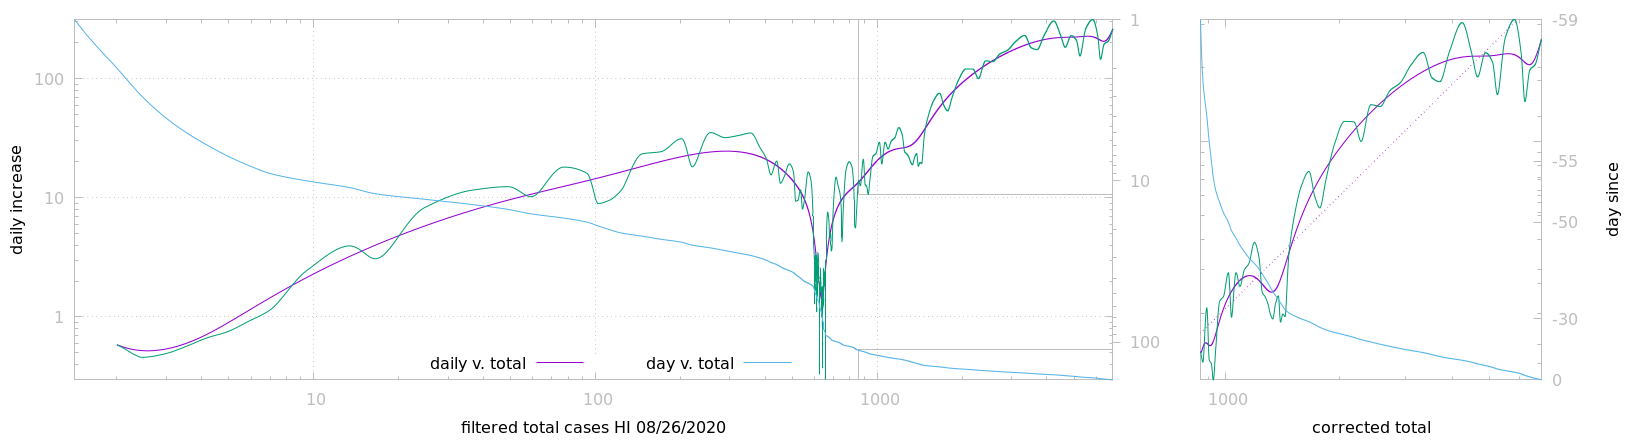 daily increase
100
10
1
10
100
1000
1
10
100
daily v. total
day v. total
filtered total cases HI 08/26/2020
-59
-55
-50
-30
0
day since
1000
corrected total